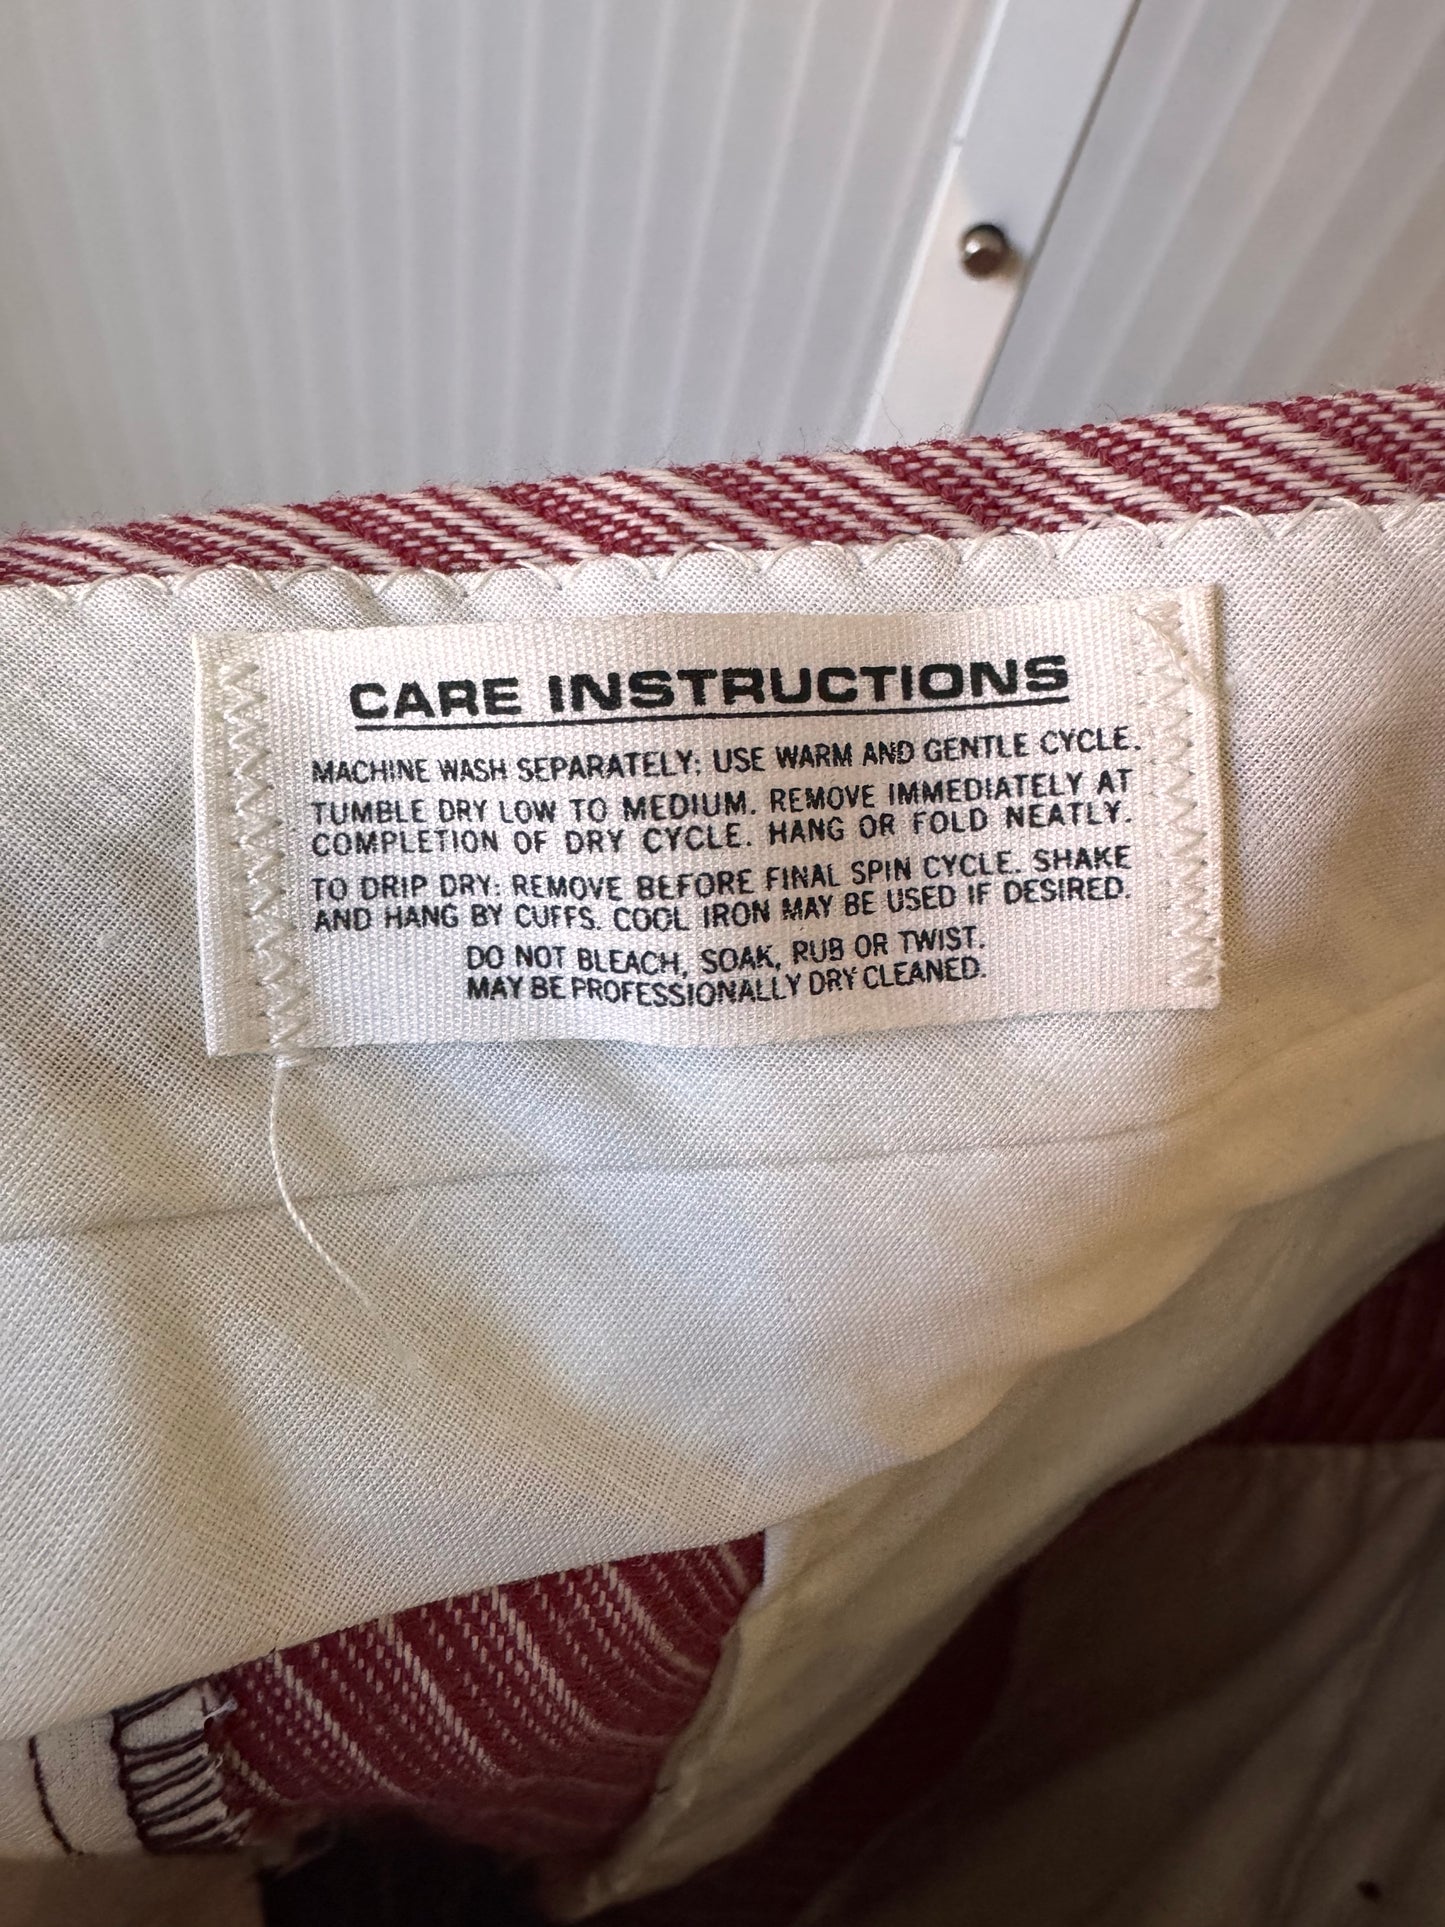 CARE INSTRUCTIONS
MACHINE WASH SEPARATELY; USE WARM AND GENTLE CYCLE.
TUMBLE DRY LOW TO MEDIUM. REMOVE IMMEDIATELY AT
COMPLETION OF DRY CYCLE. HANG OR FOLD NEATLY.
TO DRIP DRY: REMOVE BEFORE FINAL SPIN CYCLE. SHAKE
AND HANG BY CUFFS. COOL IRON MAY BE USED IF DESIRED.
DO NOT BLEACH, SOAK, RUB OR TWIST.
MAY BE PROFESSIONALLY DRY CLEANED.